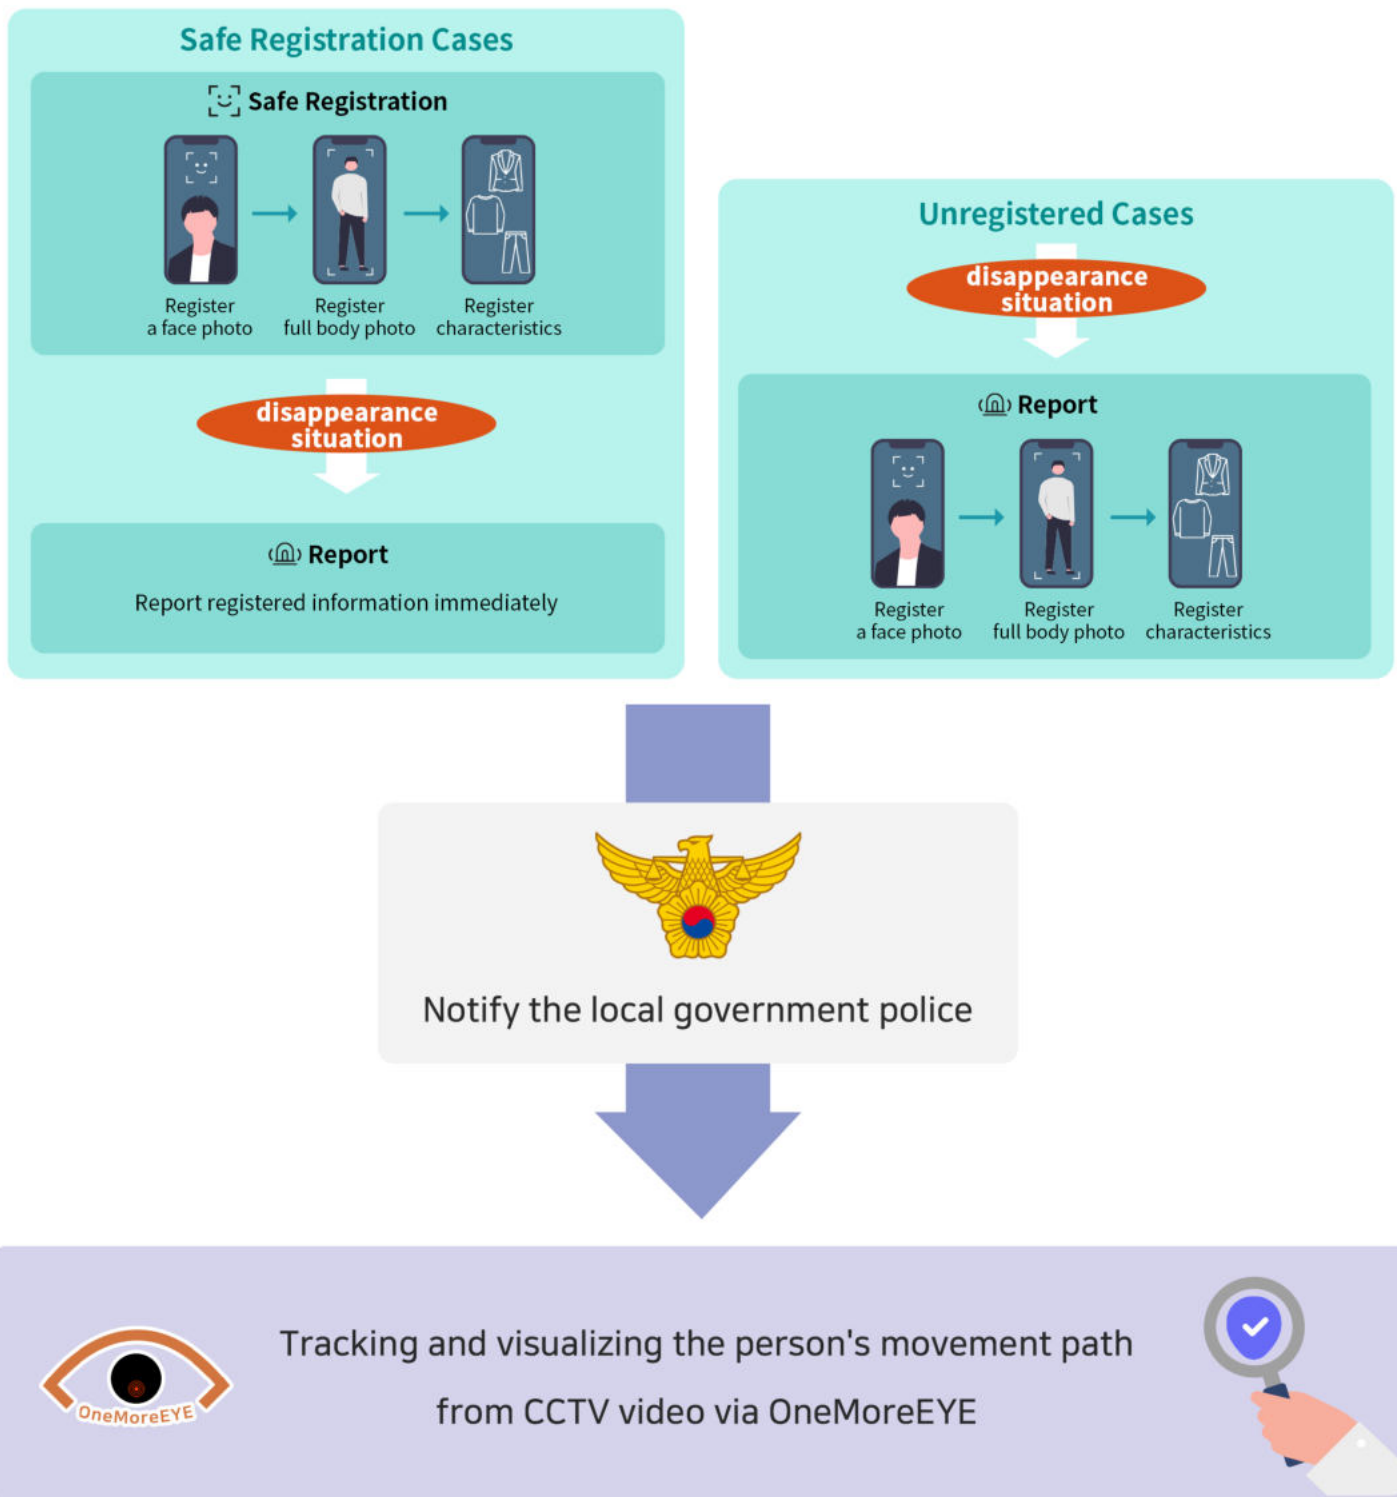 Safe Registration Cases
Safe Registration
Register
a face photo
Register
full body photo
Register
characteristics
disappearance
situation
Report
Report registered information immediately
Unregistered Cases
disappearance
situation
Report
Register
a face photo
Register
full body photo
Register
characteristics
Notify the local government police
OneMoreEYE
Tracking and visualizing the person's movement path
from CCTV video via OneMoreEYE